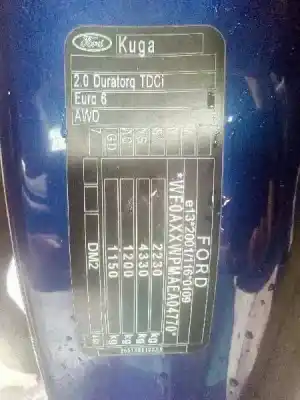 Ford
Kuga
2.0 Duratorq TDCi
Euro 6
AWD
FORD
e13*2001/116*0109
*WF0AXXWPMAEA04770*
2230 kg
4330 kg
1200 kg
1150 kg
DM2